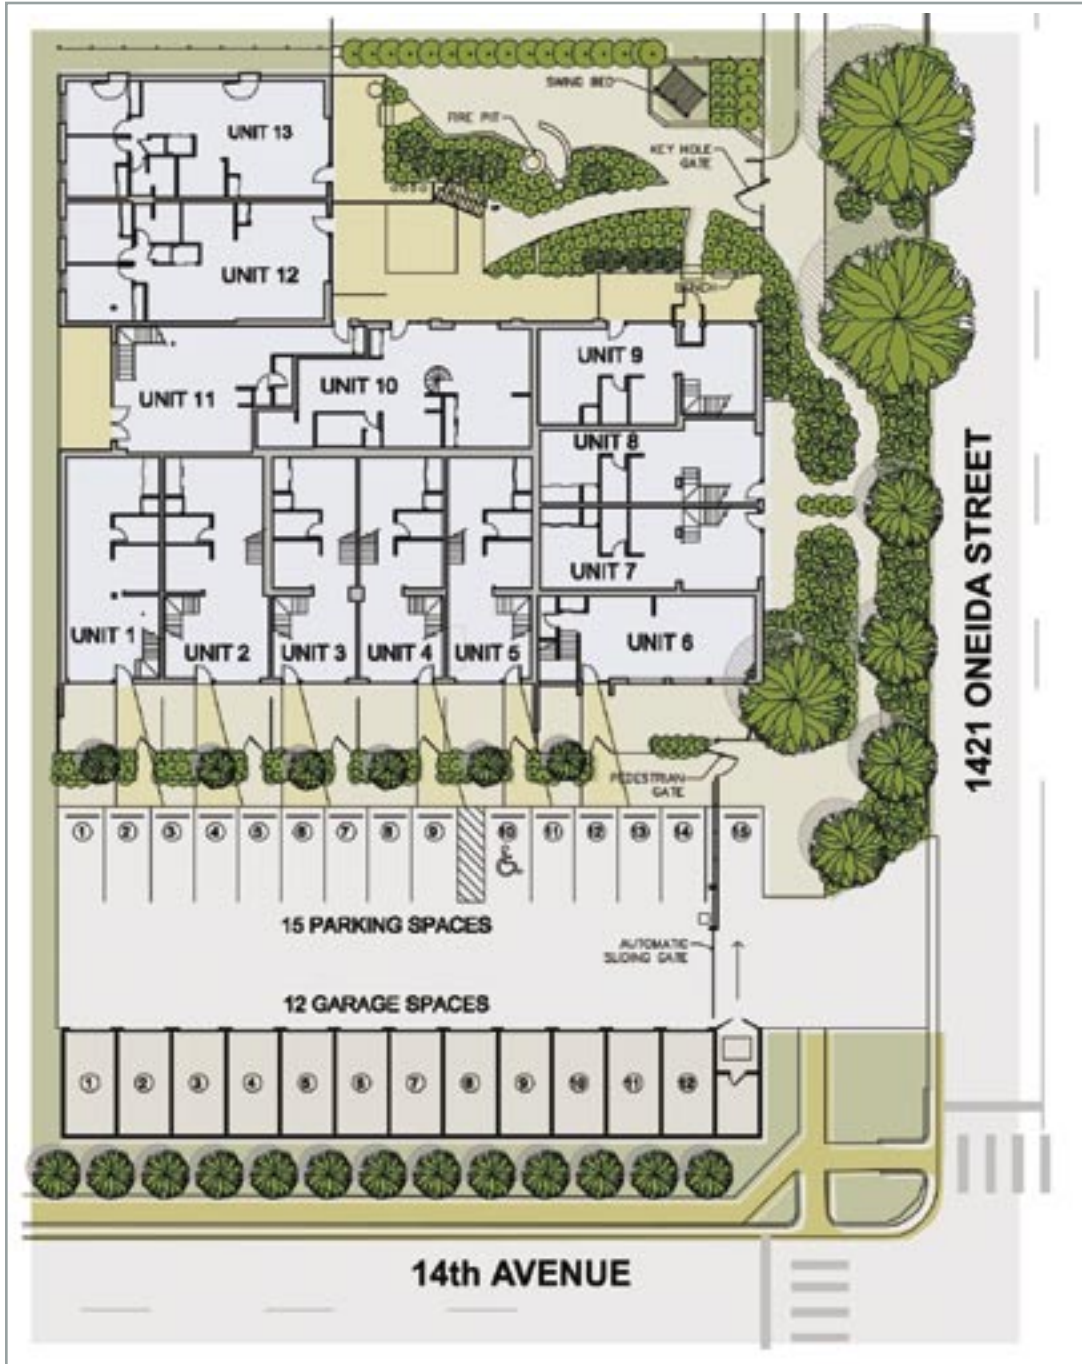 SWING BED
FIRE PIT
KEY HOLE
GATE
UNIT 13
UNIT 12
BENCH
UNIT 9
UNIT 10
UNIT 11
UNIT 8
UNIT 7
UNIT 1
UNIT 2
UNIT 3
UNIT 4
UNIT 5
UNIT 6
1421 ONEIDA STREET
PEDESTRIAN
GATE
1 2 3 4 5 6 7 8 9 10 11 12 13 14 15
15 PARKING SPACES
AUTOMATIC
SLIDING GATE
12 GARAGE SPACES
1 2 3 4 5 6 7 8 9 10 11 12
14th AVENUE